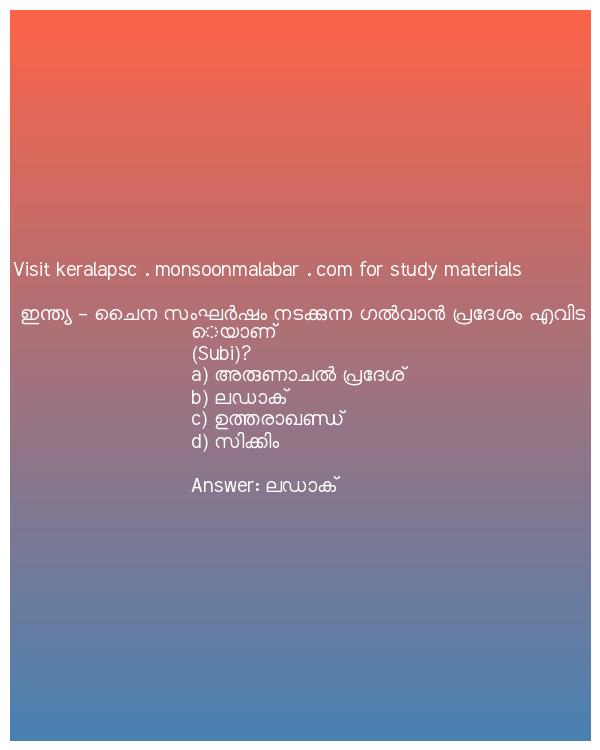 Visit keralapsc . monsoonmalabar . com for study materials
ഇന്ത്യ - ചൈന സംഘർഷം നടക്കുന്ന ഗൽവാൻ പ്രദേശം എവിട
െയാണ്
(Subi)?
a) അരുണാചൽ പ്രദേശ്
b) ലഡാക്
c) ഉത്തരാഖണ്ഡ്
d) സിക്കിം
Answer: ലഡാക്